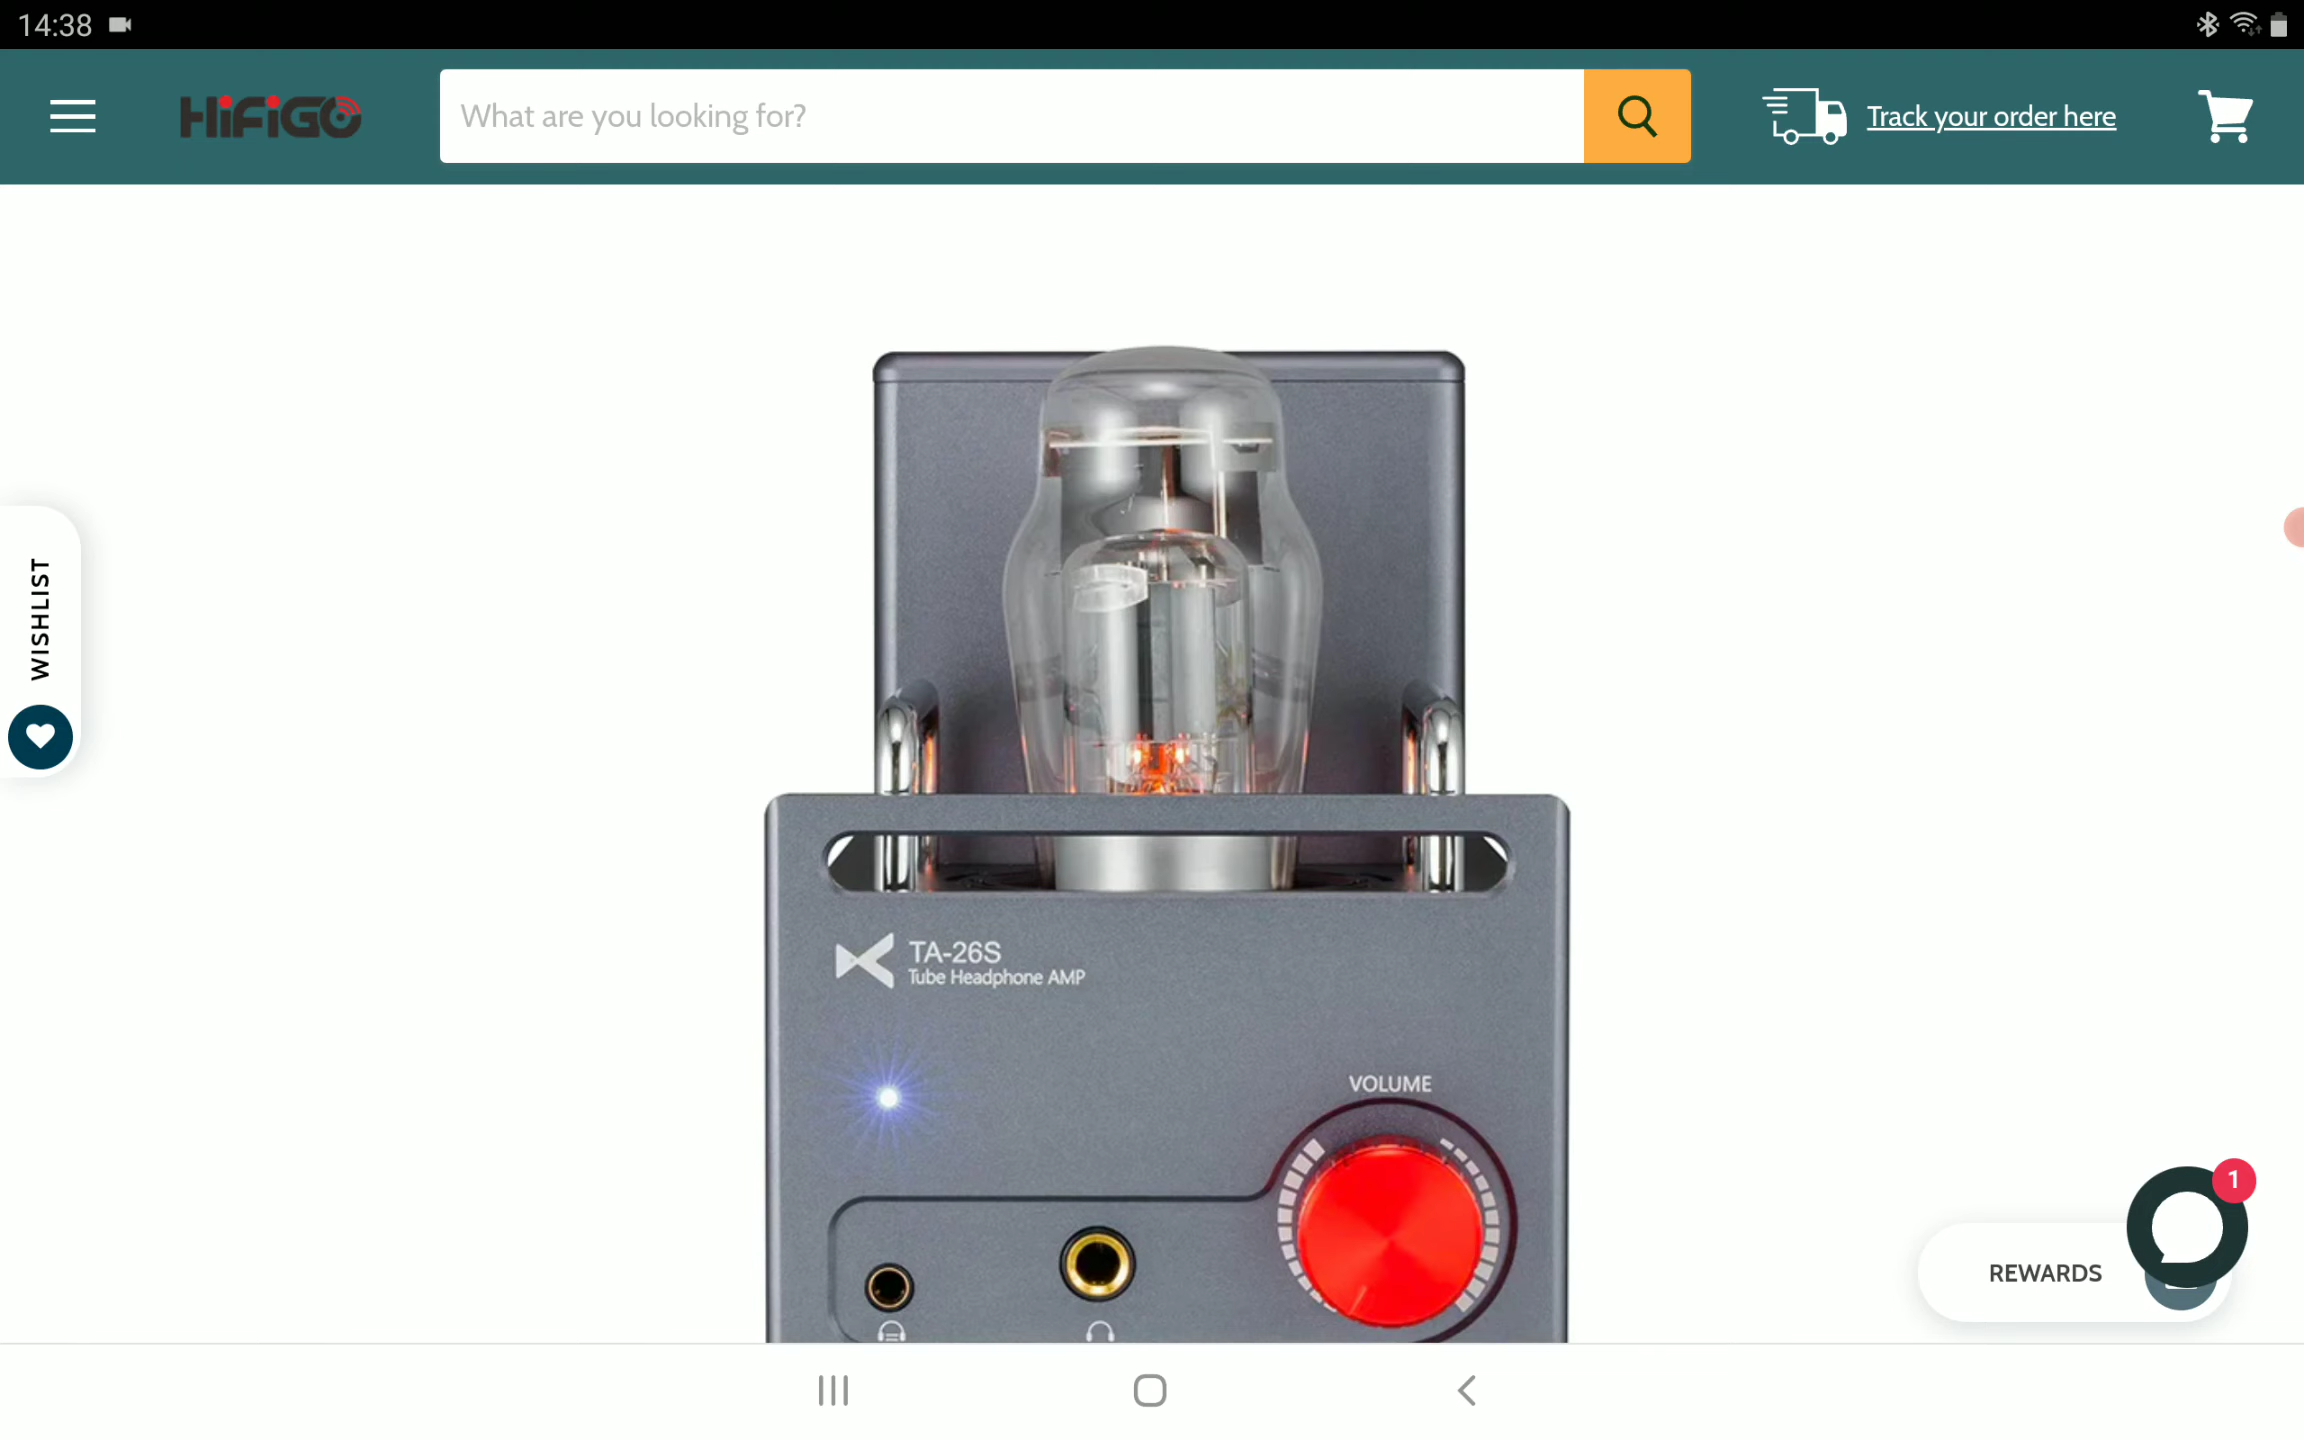 14:38
HiFiGO
What are you looking for?
Track your order here
WISHLIST
TA-26S
Tube Headphone AMP
VOLUME
1
REWARDS